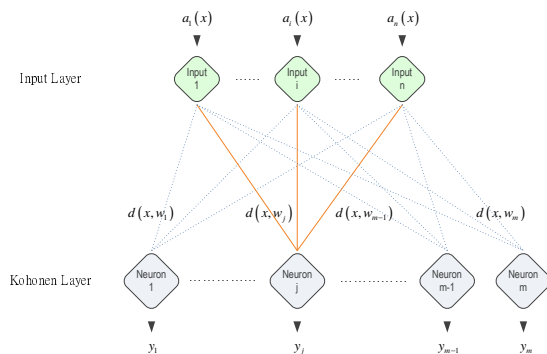 a₁(x) aᵢ(x) aₙ(x)
Input Layer
Input 1 ...... Input i ...... Input n
d(x,w₁) d(x,wⱼ) d(x,wₘ₋₁) d(x,wₘ)
Kohonen Layer
Neuron 1 ................ Neuron j ................ Neuron m-1 Neuron m
y₁ yⱼ yₘ₋₁ yₘ